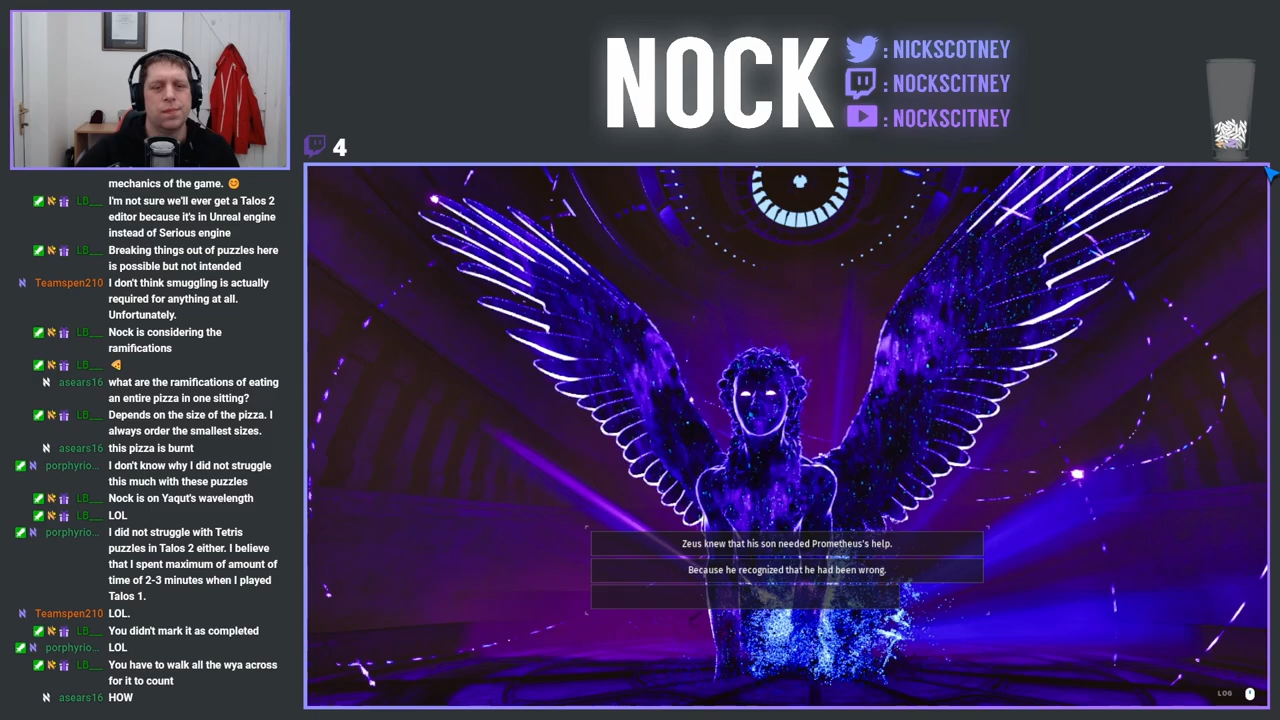 NOCK
: NICKSCOTNEY
: NOCKSCITNEY
: NOCKSCITNEY
4
mechanics of the game.
LB__ I'm not sure we'll ever get a Talos 2
editor because it's in Unreal engine
instead of Serious engine
LB__ Breaking things out of puzzles here
is possible but not intended
Teamspen210 I don't think smuggling is actually
required for anything at all.
Unfortunately.
LB__ Nock is considering the
ramifications
LB__
asears16 what are the ramifications of eating
an entire pizza in one sitting?
LB__ Depends on the size of the pizza. I
always order the smallest sizes.
asears16 this pizza is burnt
porphyrio... I don't know why I did not struggle
this much with these puzzles
LB__ Nock is on Yaqut's wavelength
LB__ LOL
porphyrio... I did not struggle with Tetris
puzzles in Talos 2 either. I believe
that I spent maximum of amount of
time of 2-3 minutes when I played
Talos 1.
Teamspen210 LOL.
LB__ You didn't mark it as completed
porphyrio... LOL
LB__ You have to walk all the wya across
for it to count
asears16 HOW
Zeus knew that his son needed Prometheus's help.
Because he recognized that he had been wrong.
LOG